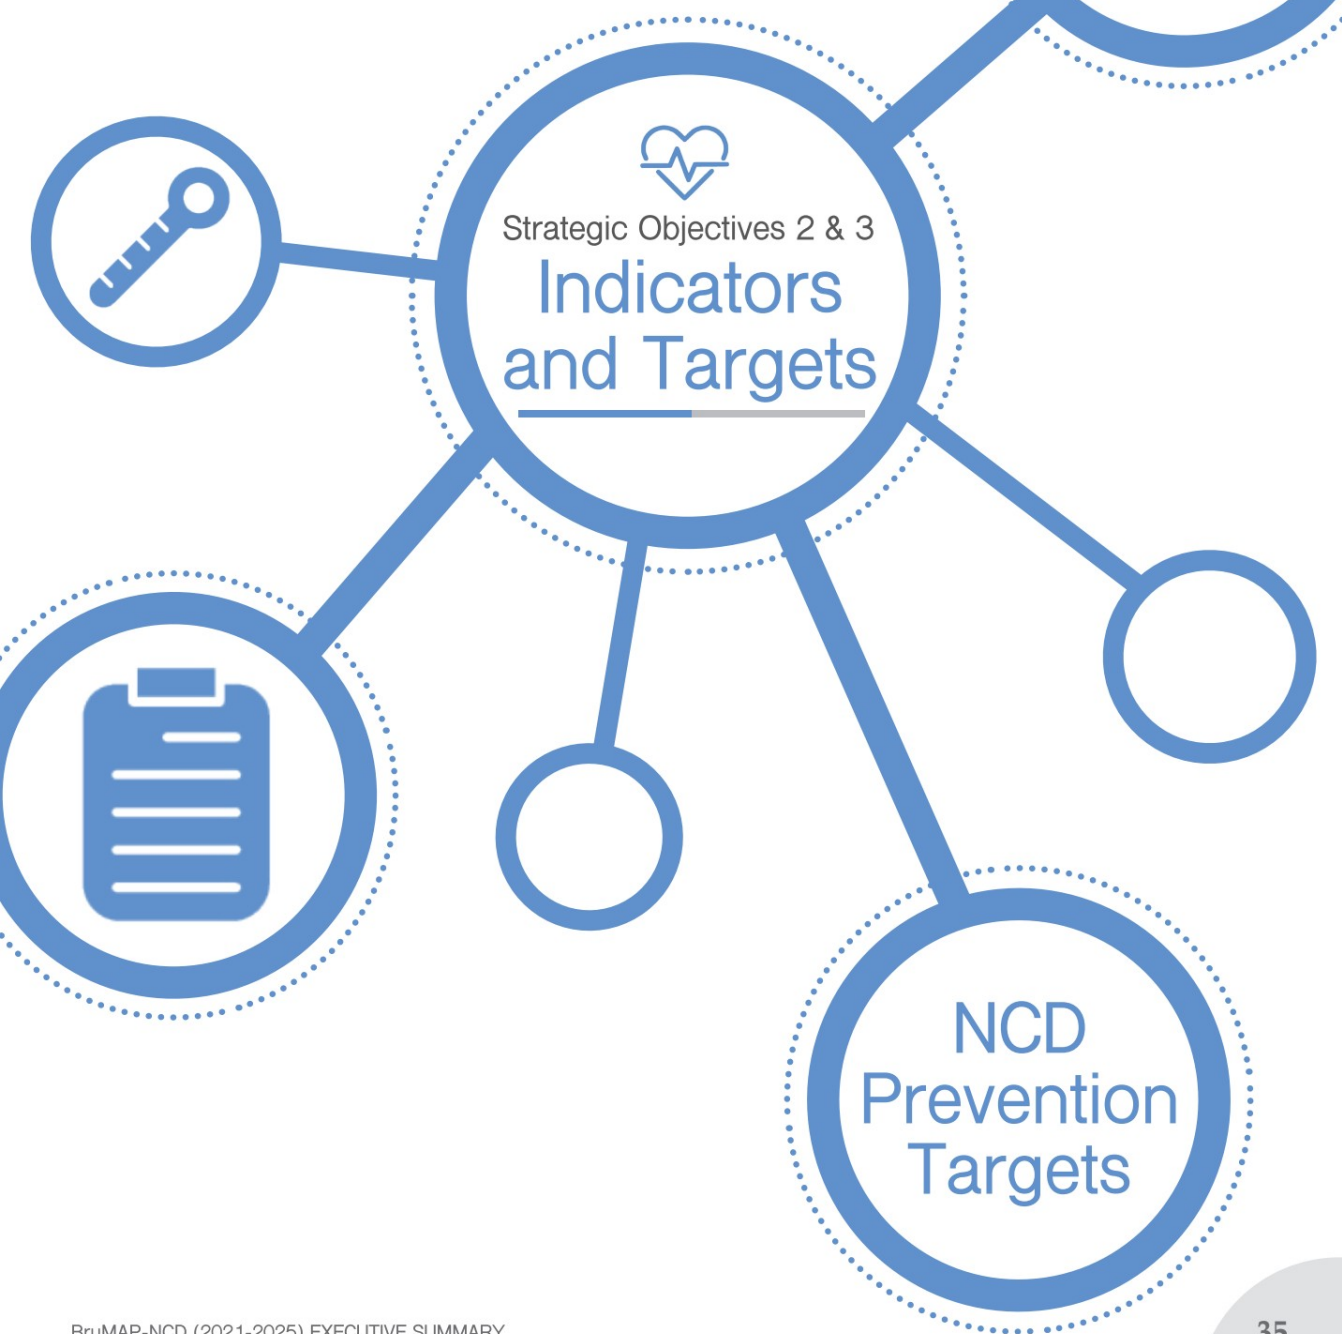 Strategic Objectives 2 & 3
Indicators
and Targets
NCD
Prevention
Targets
BruMAP-NCD (2021-2025) EXECUTIVE SUMMARY
35